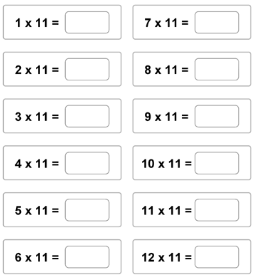 1 x 11 =
2 x 11 =
3 x 11 =
4 x 11 =
5 x 11 =
6 x 11 =
7 x 11 =
8 x 11 =
9 x 11 =
10 x 11 =
11 x 11 =
12 x 11 =